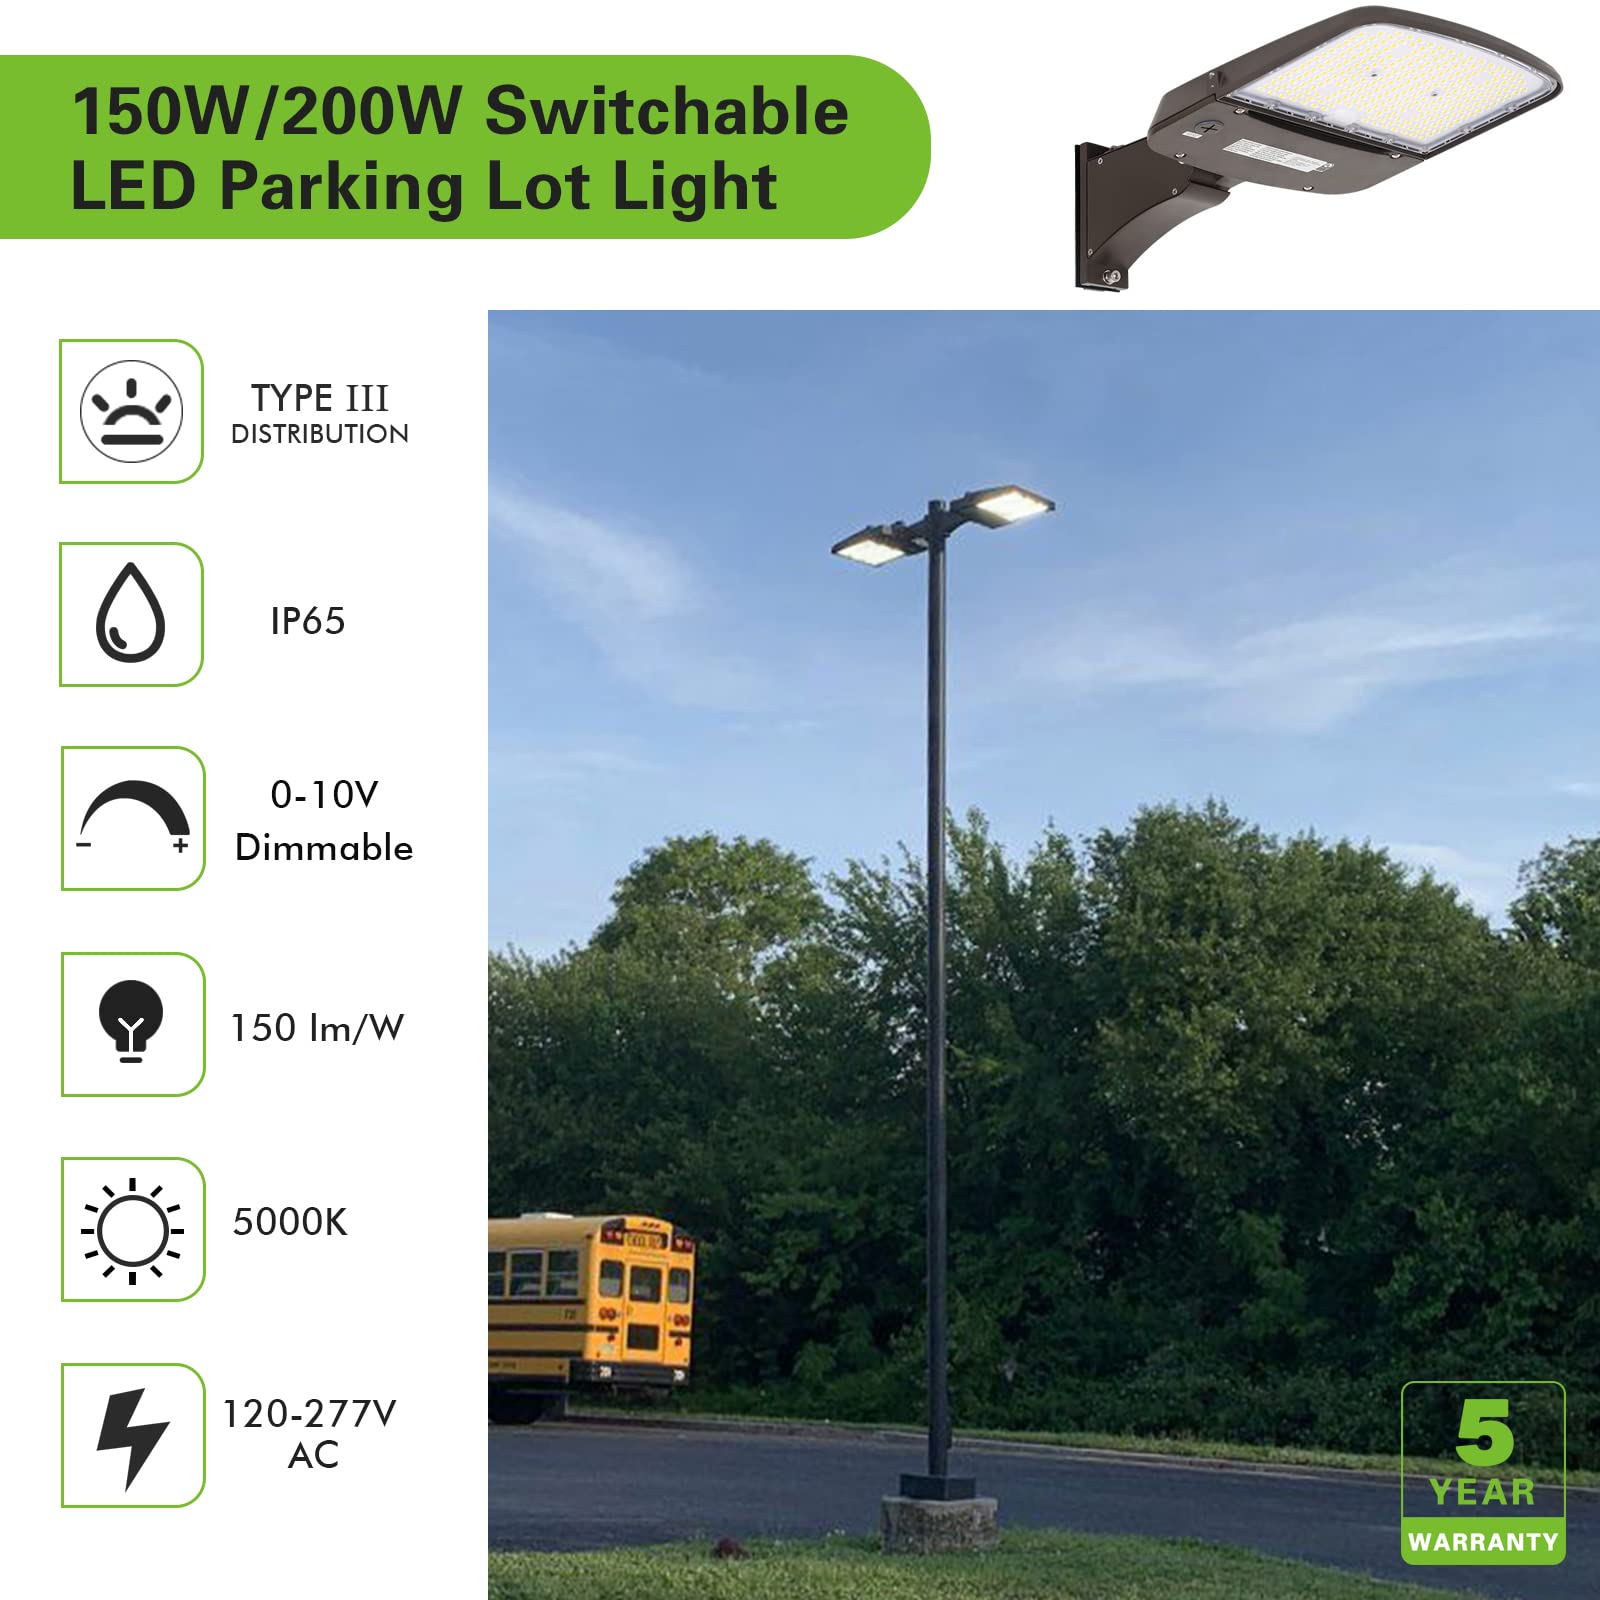 150W/200W Switchable
LED Parking Lot Light
TYPE III
DISTRIBUTION
IP65
0-10V
Dimmable
150 lm/W
5000K
120-277V
AC
5
YEAR
WARRANTY